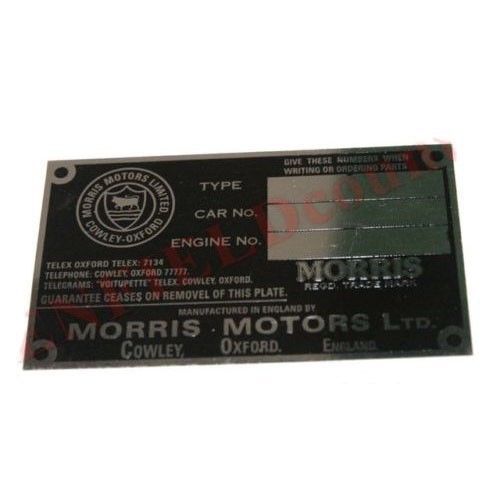 MORRIS MOTORS LIMITED
COWLEY-OXFORD
GIVE THESE NUMBERS WHEN
WRITING OR ORDERING PARTS
TYPE
CAR No.
ENGINE No.
MORRIS
REGD. TRADE MARK
TELEX OXFORD TELEX: 7134
TELEPHONE: COWLEY, OXFORD 77777.
TELEGRAMS: "VOITUPETTE" TELEX, COWLEY, OXFORD.
GUARANTEE CEASES ON REMOVEL OF THIS PLATE.
MANUFACTURED IN ENGLAND BY
MORRIS MOTORS LTD.
COWLEY, OXFORD. ENGLAND.